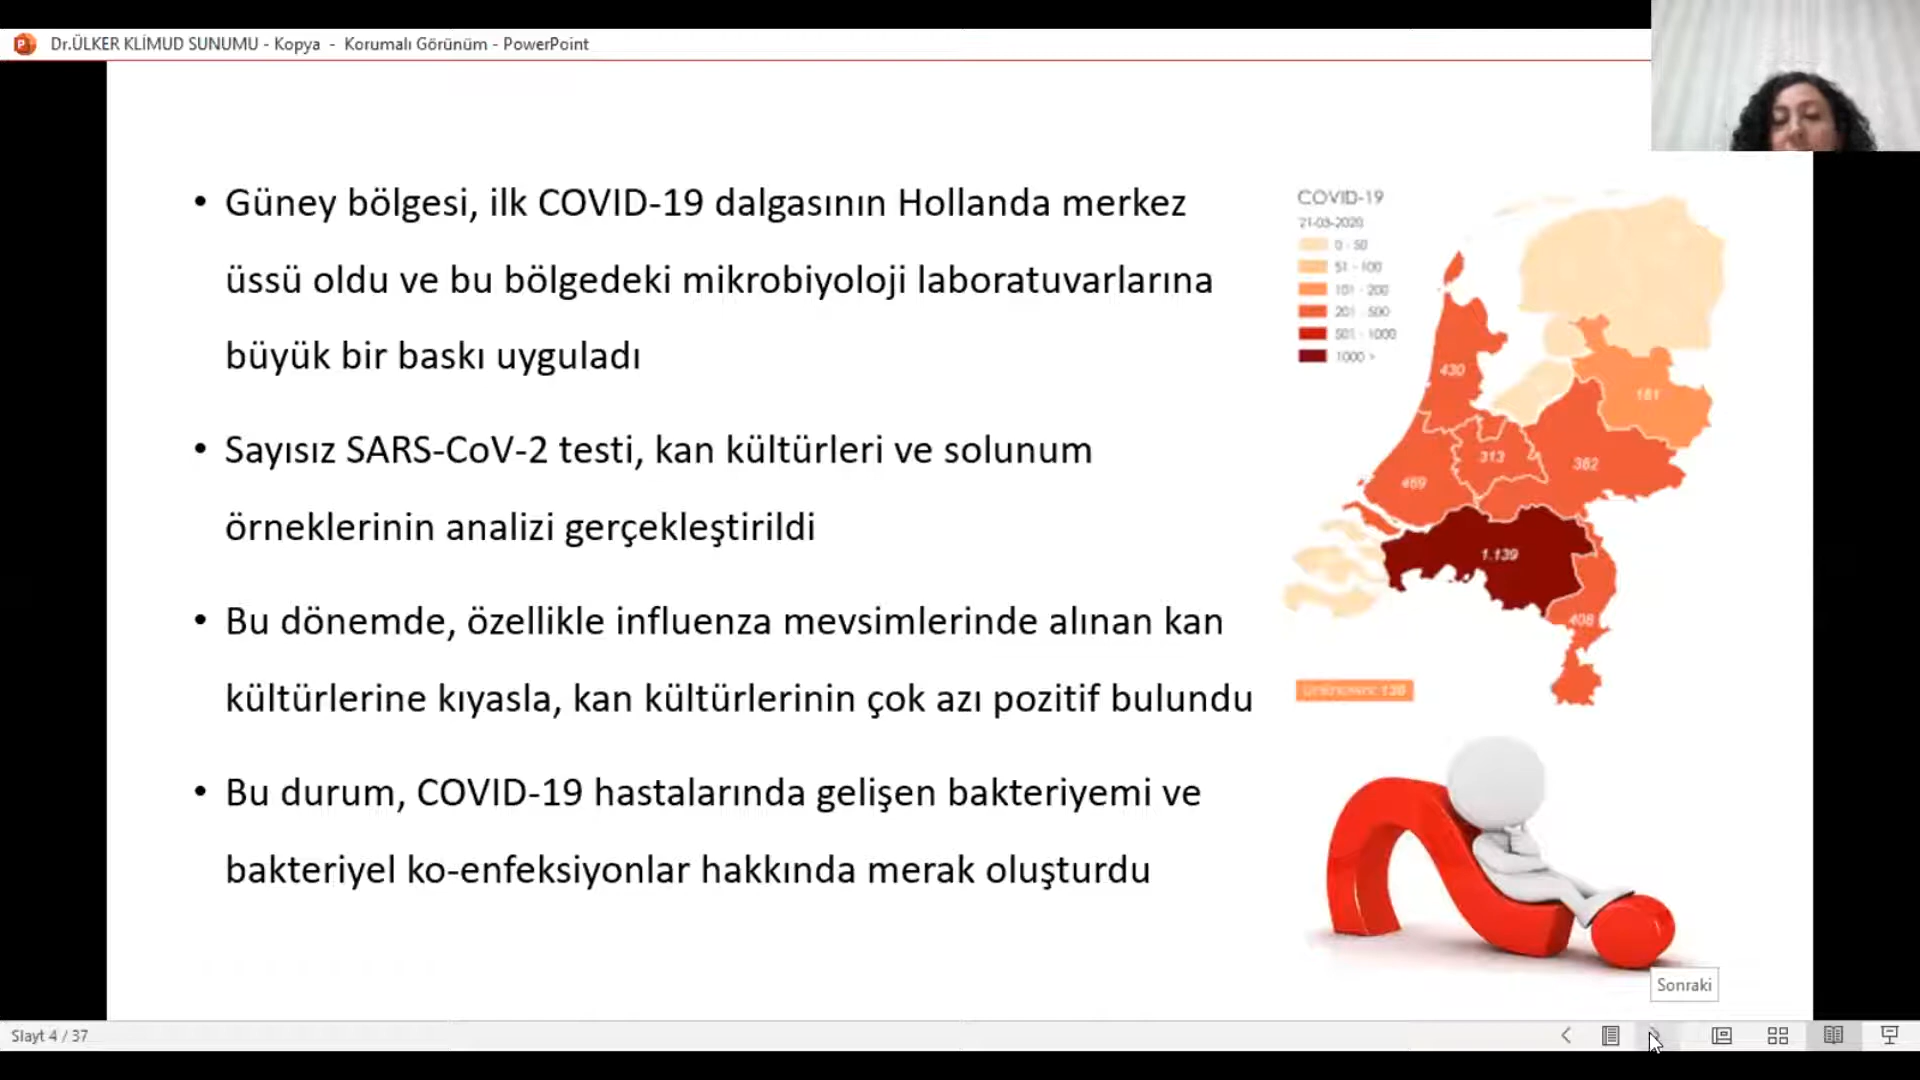 Dr.ÜLKER KLİMUD SUNUMU - Kopya - Korumalı Görünüm - PowerPoint
• Güney bölgesi, ilk COVID-19 dalgasının Hollanda merkez
üssü oldu ve bu bölgedeki mikrobiyoloji laboratuvarlarına
büyük bir baskı uyguladı
• Sayısız SARS-CoV-2 testi, kan kültürleri ve solunum
örneklerinin analizi gerçekleştirildi
• Bu dönemde, özellikle influenza mevsimlerinde alınan kan
kültürlerine kıyasla, kan kültürlerinin çok azı pozitif bulundu
• Bu durum, COVID-19 hastalarında gelişen bakteriyemi ve
bakteriyel ko-enfeksiyonlar hakkında merak oluşturdu
COVID-19
21-03-2020
0 - 50
51 - 100
101 - 200
201 - 500
501 - 1000
1000 >
430
181
313
362
469
1.139
408
Sonraki
Slayt 4 / 37